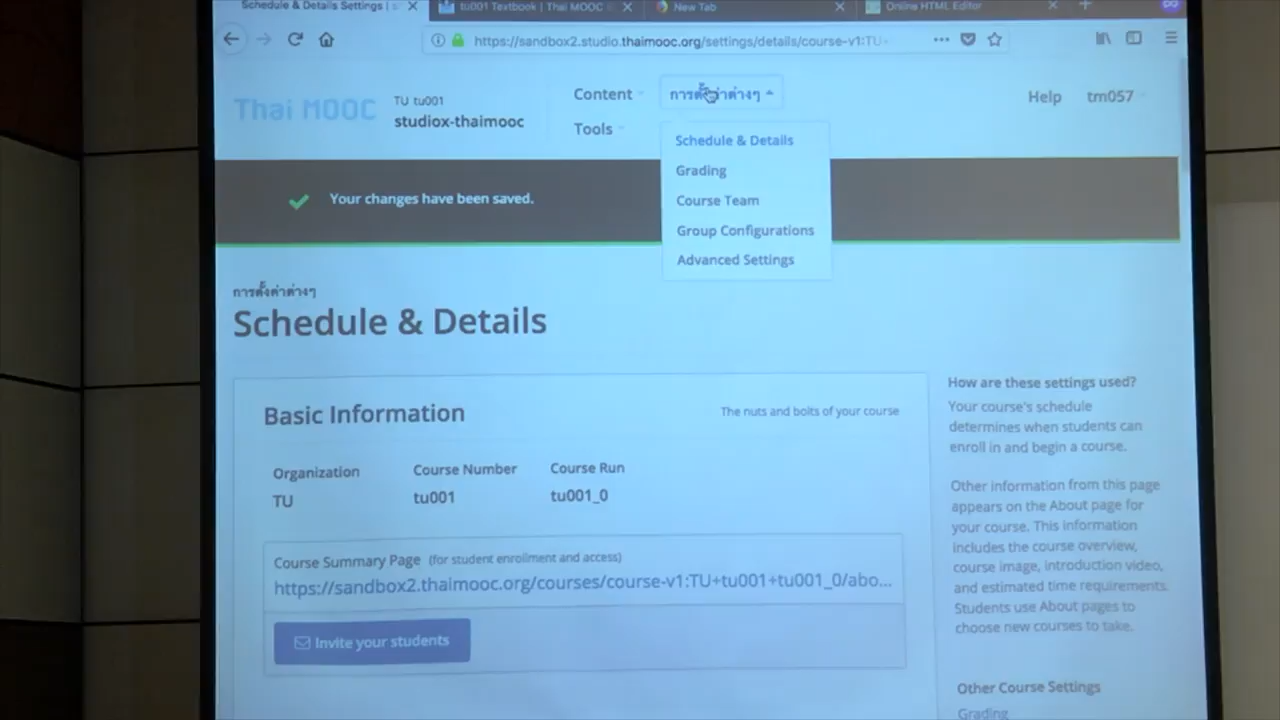 Schedule & Details Settings |
tu001 Textbook | Thai MOOC
New Tab
Online HTML Editor
https://sandbox2.studio.thaimooc.org/settings/details/course-v1:TU+
Thai MOOC
TU tu001
studiox-thaimooc
Content
การตั้งค่าต่างๆ
Tools
Help
tm057
Schedule & Details
Grading
Course Team
Group Configurations
Advanced Settings
Your changes have been saved.
การตั้งค่าต่างๆ
Schedule & Details
Basic Information
The nuts and bolts of your course
Organization
Course Number
Course Run
TU
tu001
tu001_0
Course Summary Page (for student enrollment and access)
https://sandbox2.thaimooc.org/courses/course-v1:TU+tu001+tu001_0/abo...
Invite your students
How are these settings used?
Your course's schedule
determines when students can
enroll in and begin a course.
Other information from this page
appears on the About page for
your course. This information
includes the course overview,
course image, introduction video,
and estimated time requirements.
Students use About pages to
choose new courses to take.
Other Course Settings
Grading